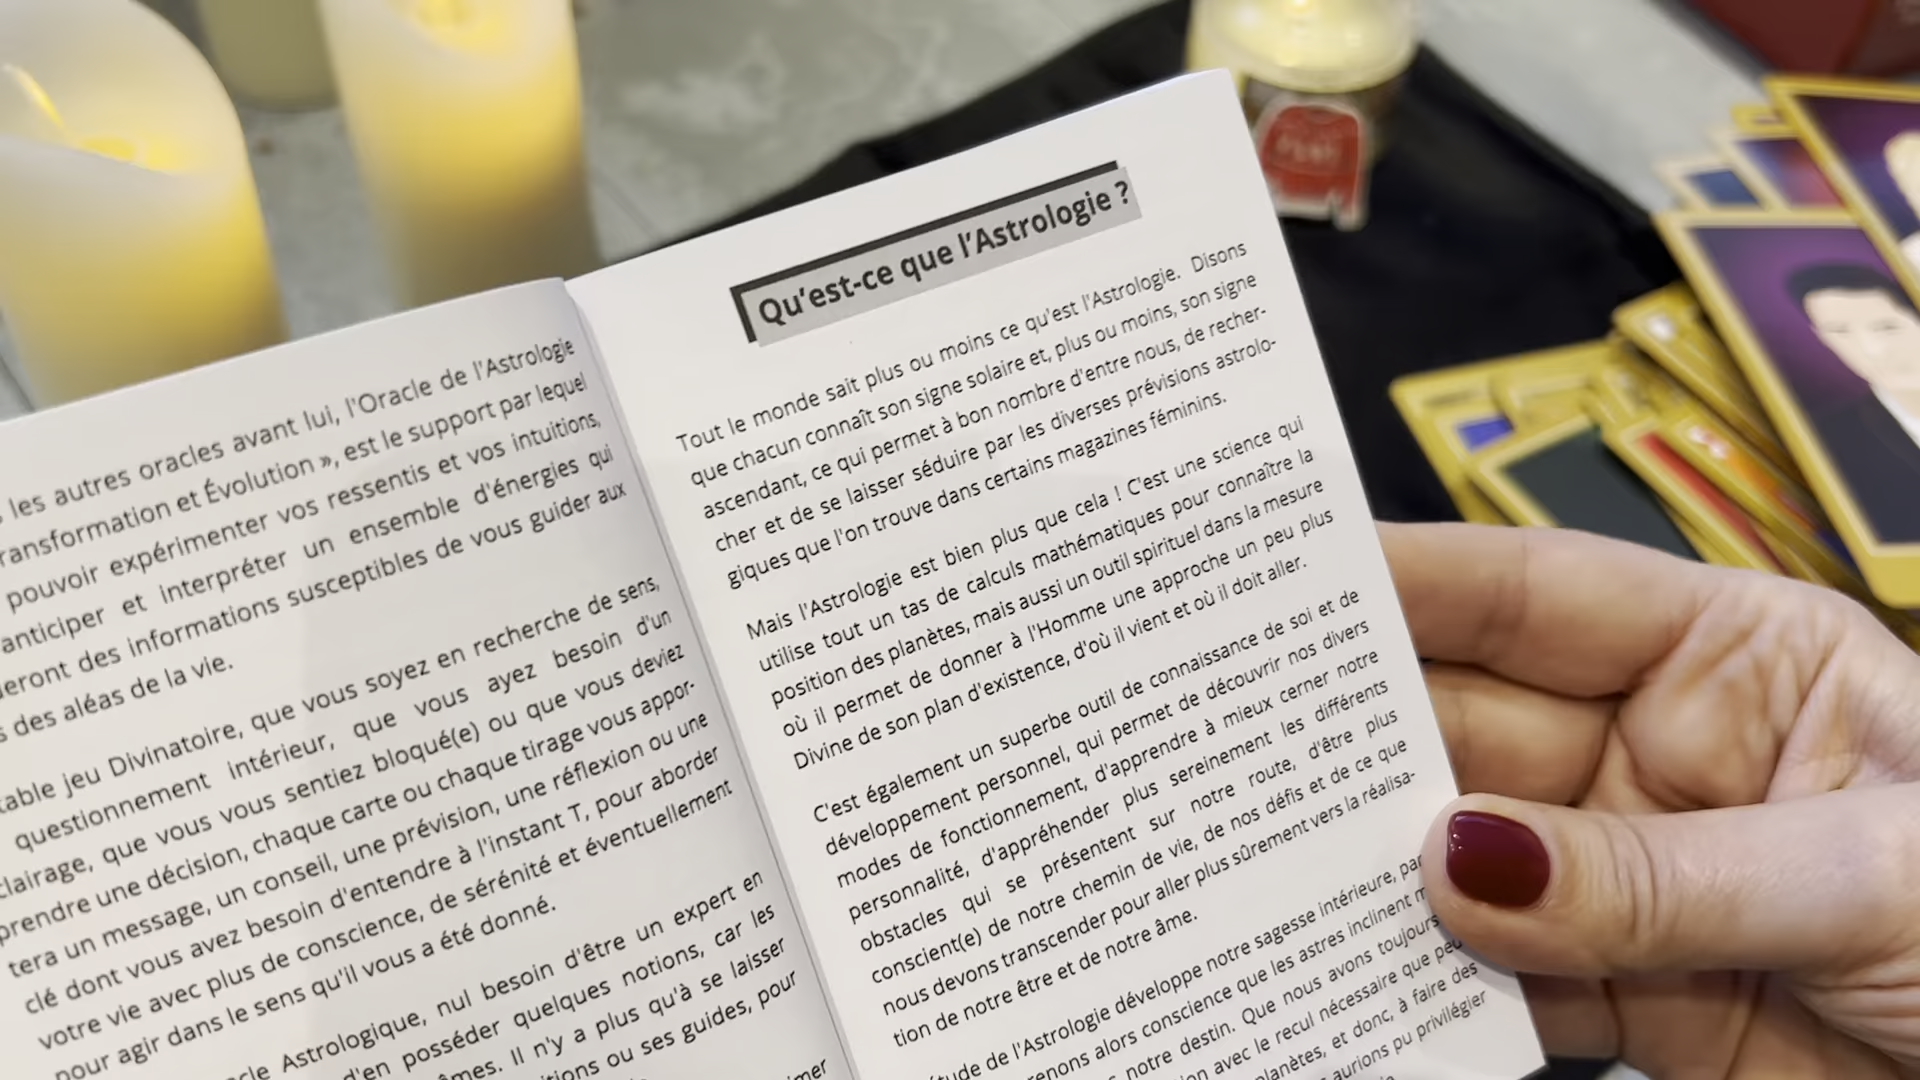 les autres oracles avant lui, l'Oracle de l'Astrologie
ransformation et Évolution », est le support par lequel
pouvoir expérimenter vos ressentis et vos intuitions,
anticiper et interpréter un ensemble d'énergies qui
eront des informations susceptibles de vous guider aux
s des aléas de la vie.
table jeu Divinatoire, que vous soyez en recherche de sens,
questionnement intérieur, que vous ayez besoin d'un
clairage, que vous vous sentiez bloqué(e) ou que vous deviez
prendre une décision, chaque carte ou chaque tirage vous appor-
tera un message, un conseil, une prévision, une réflexion ou une
clé dont vous avez besoin d'entendre à l'instant T, pour aborder
votre vie avec plus de conscience, de sérénité et éventuellement
pour agir dans le sens qu'il vous a été donné.
cle Astrologique, nul besoin d'être un expert en
d'en posséder quelques notions, car les
êmes. Il n'y a plus qu'à se laisser
itions ou ses guides, pour
imer
Qu'est-ce que l'Astrologie ?
Tout le monde sait plus ou moins ce qu'est l'Astrologie. Disons
que chacun connaît son signe solaire et, plus ou moins, son signe
ascendant, ce qui permet à bon nombre d'entre nous, de recher-
cher et de se laisser séduire par les diverses prévisions astrolo-
giques que l'on trouve dans certains magazines féminins.
Mais l'Astrologie est bien plus que cela ! C'est une science qui
utilise tout un tas de calculs mathématiques pour connaître la
position des planètes, mais aussi un outil spirituel dans la mesure
où il permet de donner à l'Homme une approche un peu plus
Divine de son plan d'existence, d'où il vient et où il doit aller.
C'est également un superbe outil de connaissance de soi et de
développement personnel, qui permet de découvrir nos divers
modes de fonctionnement, d'apprendre à mieux cerner notre
personnalité, d'appréhender plus sereinement les différents
obstacles qui se présentent sur notre route, d'être plus
conscient(e) de notre chemin de vie, de nos défis et de ce que
nous devons transcender pour aller plus sûrement vers la réalisa-
tion de notre être et de notre âme.
étude de l'Astrologie développe notre sagesse intérieure, par
renons alors conscience que les astres inclinent m
notre destin. Que nous avons toujours
ion avec le recul nécessaire que peu
planètes, et donc, à faire des
aurions pu privilégier